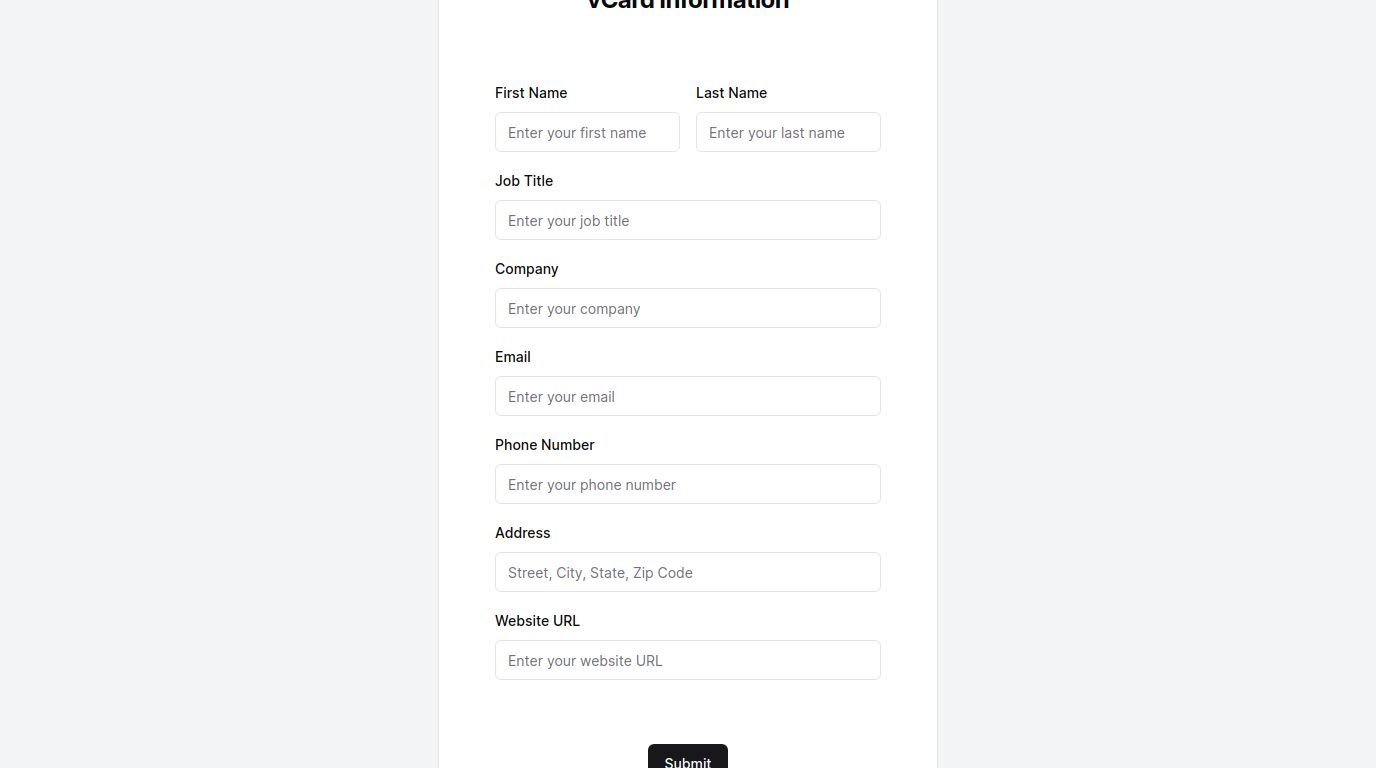 vCard Information
First Name
Last Name
Enter your first name
Enter your last name
Job Title
Enter your job title
Company
Enter your company
Email
Enter your email
Phone Number
Enter your phone number
Address
Street, City, State, Zip Code
Website URL
Enter your website URL
Submit